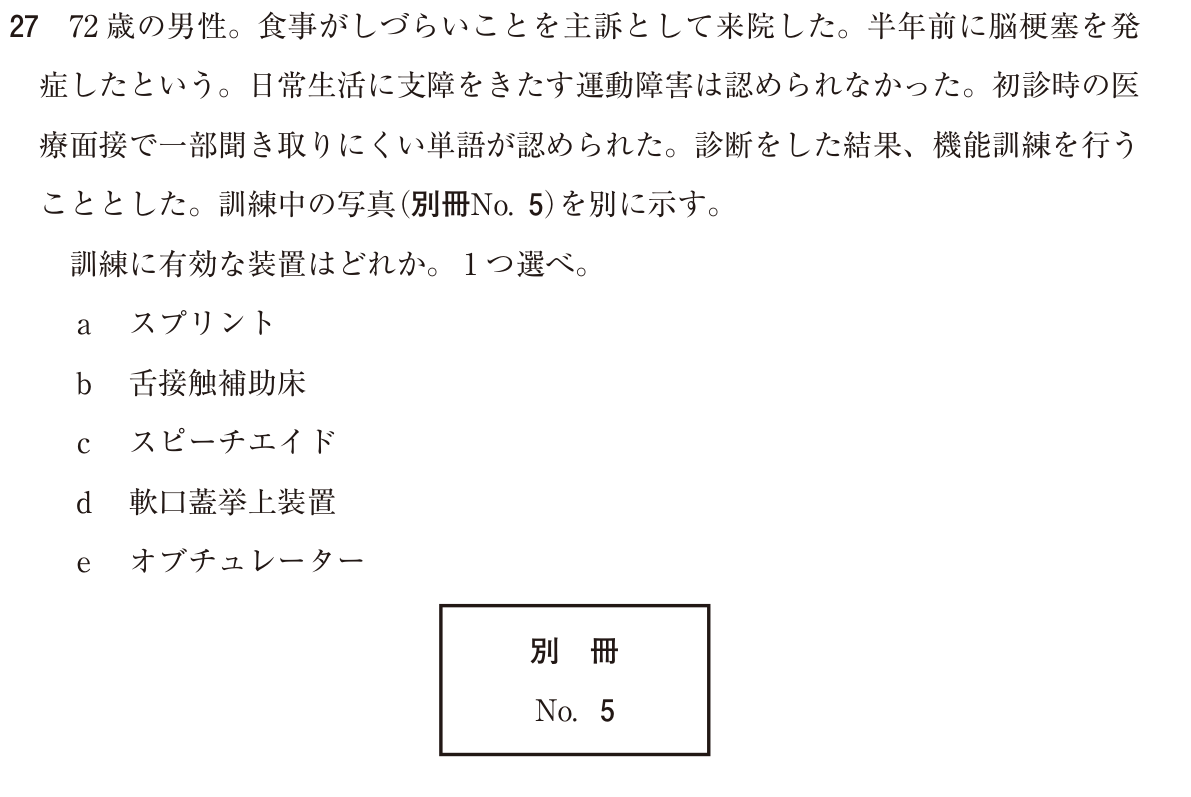 27 72歳の男性。食事がしづらいことを主訴として来院した。半年前に脳梗塞を発
症したという。日常生活に支障をきたす運動障害は認められなかった。初診時の医
療面接で一部聞き取りにくい単語が認められた。診断をした結果、機能訓練を行う
こととした。訓練中の写真(別冊No. 5)を別に示す。
訓練に有効な装置はどれか。1つ選べ。
a スプリント
b 舌接触補助床
c スピーチエイド
d 軟口蓋挙上装置
e オブチュレーター
別 冊
No. 5